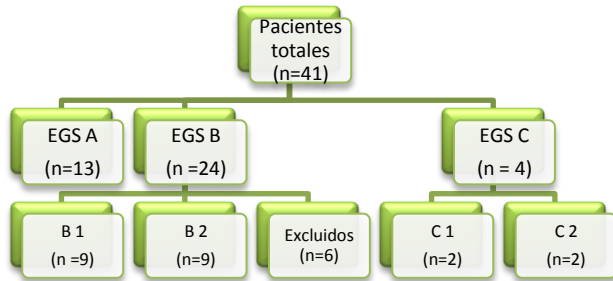 Pacientes
totales
(n=41)
EGS A
(n=13)
EGS B
(n =24)
EGS C
(n = 4)
B 1
(n =9)
B 2
(n=9)
Excluidos
(n=6)
C 1
(n=2)
C 2
(n=2)